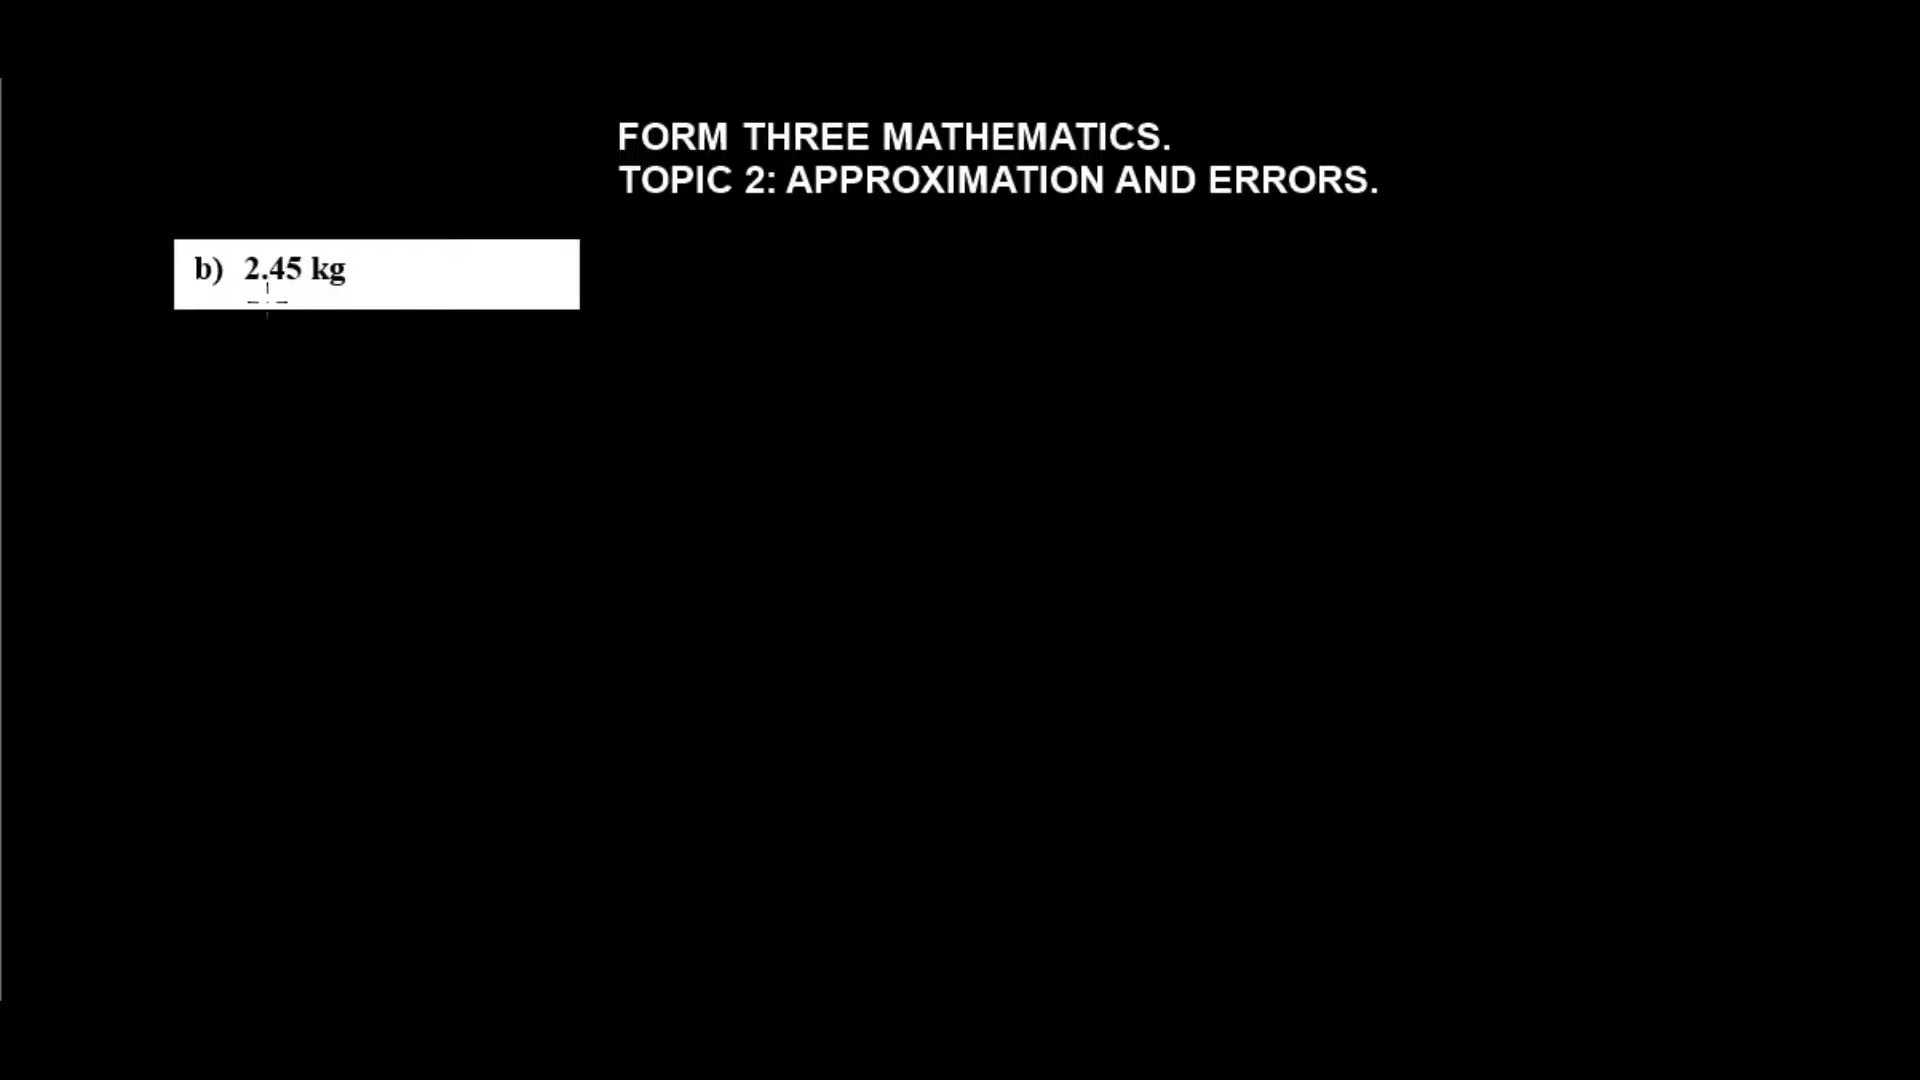 FORM THREE MATHEMATICS.
TOPIC 2: APPROXIMATION AND ERRORS.
b) 2.45 kg